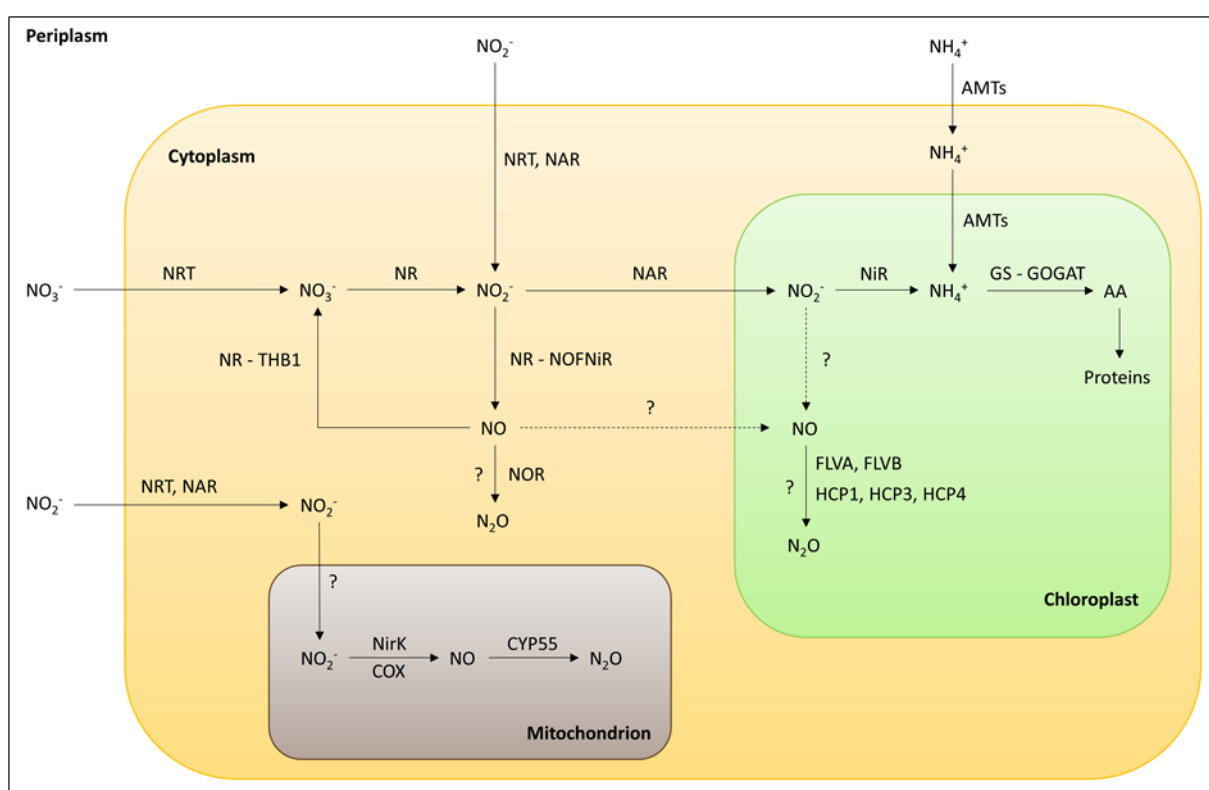 Periplasm
NO₂⁻
NH₄⁺
AMTs
Cytoplasm
NRT, NAR
NH₄⁺
AMTs
NO₃⁻
NRT
NO₃⁻
NR
NO₂⁻
NAR
NO₂⁻
NiR
NH₄⁺
GS - GOGAT
AA
NR - THB1
NR - NOFNiR
?
Proteins
NO
?
NO
? NOR
FLVA, FLVB
? HCP1, HCP3, HCP4
NO₂⁻
NRT, NAR
NO₂⁻
N₂O
N₂O
?
Chloroplast
NO₂⁻
NirK
COX
NO
CYP55
N₂O
Mitochondrion